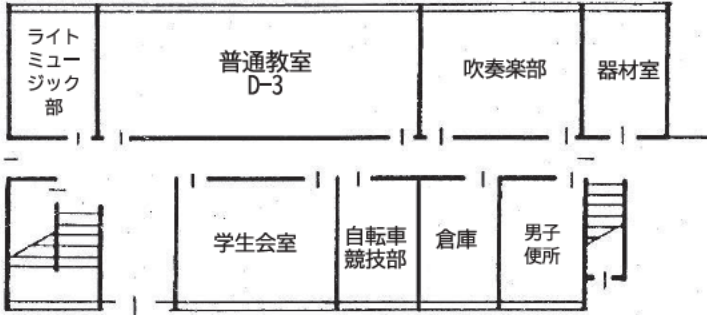 ライト
ミュー
ジック
部
普通教室
D-3
吹奏楽部
器材室
学生会室
自転車
競技部
倉庫
男子
便所